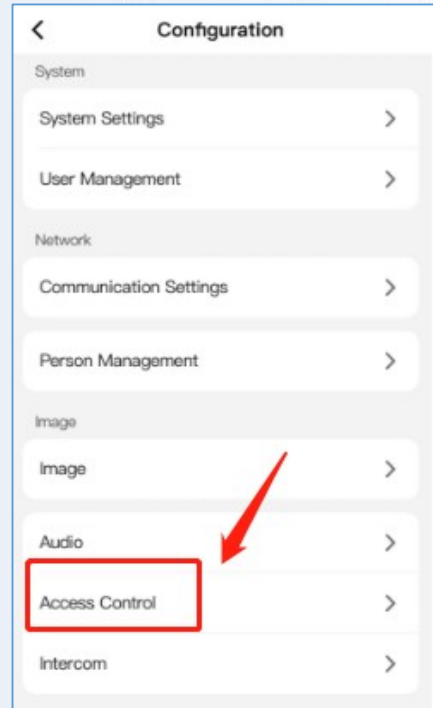 Configuration
System
System Settings
User Management
Network
Communication Settings
Person Management
Image
Image
Audio
Access Control
Intercom